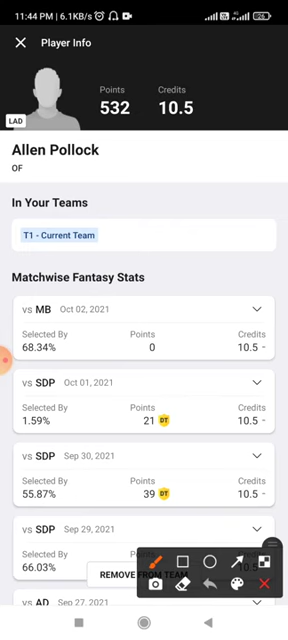 11:44 PM | 6.1KB/s
26
Player Info
Points Credits
532 10.5
LAD
Allen Pollock
OF
In Your Teams
T1 - Current Team
Matchwise Fantasy Stats
vs MB Oct 02, 2021
Selected By Points Credits
68.34% 0 10.5
vs SDP Oct 01, 2021
Selected By Points Credits
1.59% 21 DT 10.5
vs SDP Sep 30, 2021
Selected By Points Credits
55.87% 39 DT 10.5
vs SDP Sep 29, 2021
Selected By
66.03%
REMOVE FROM TEAM
vs AD Sep 27, 2021